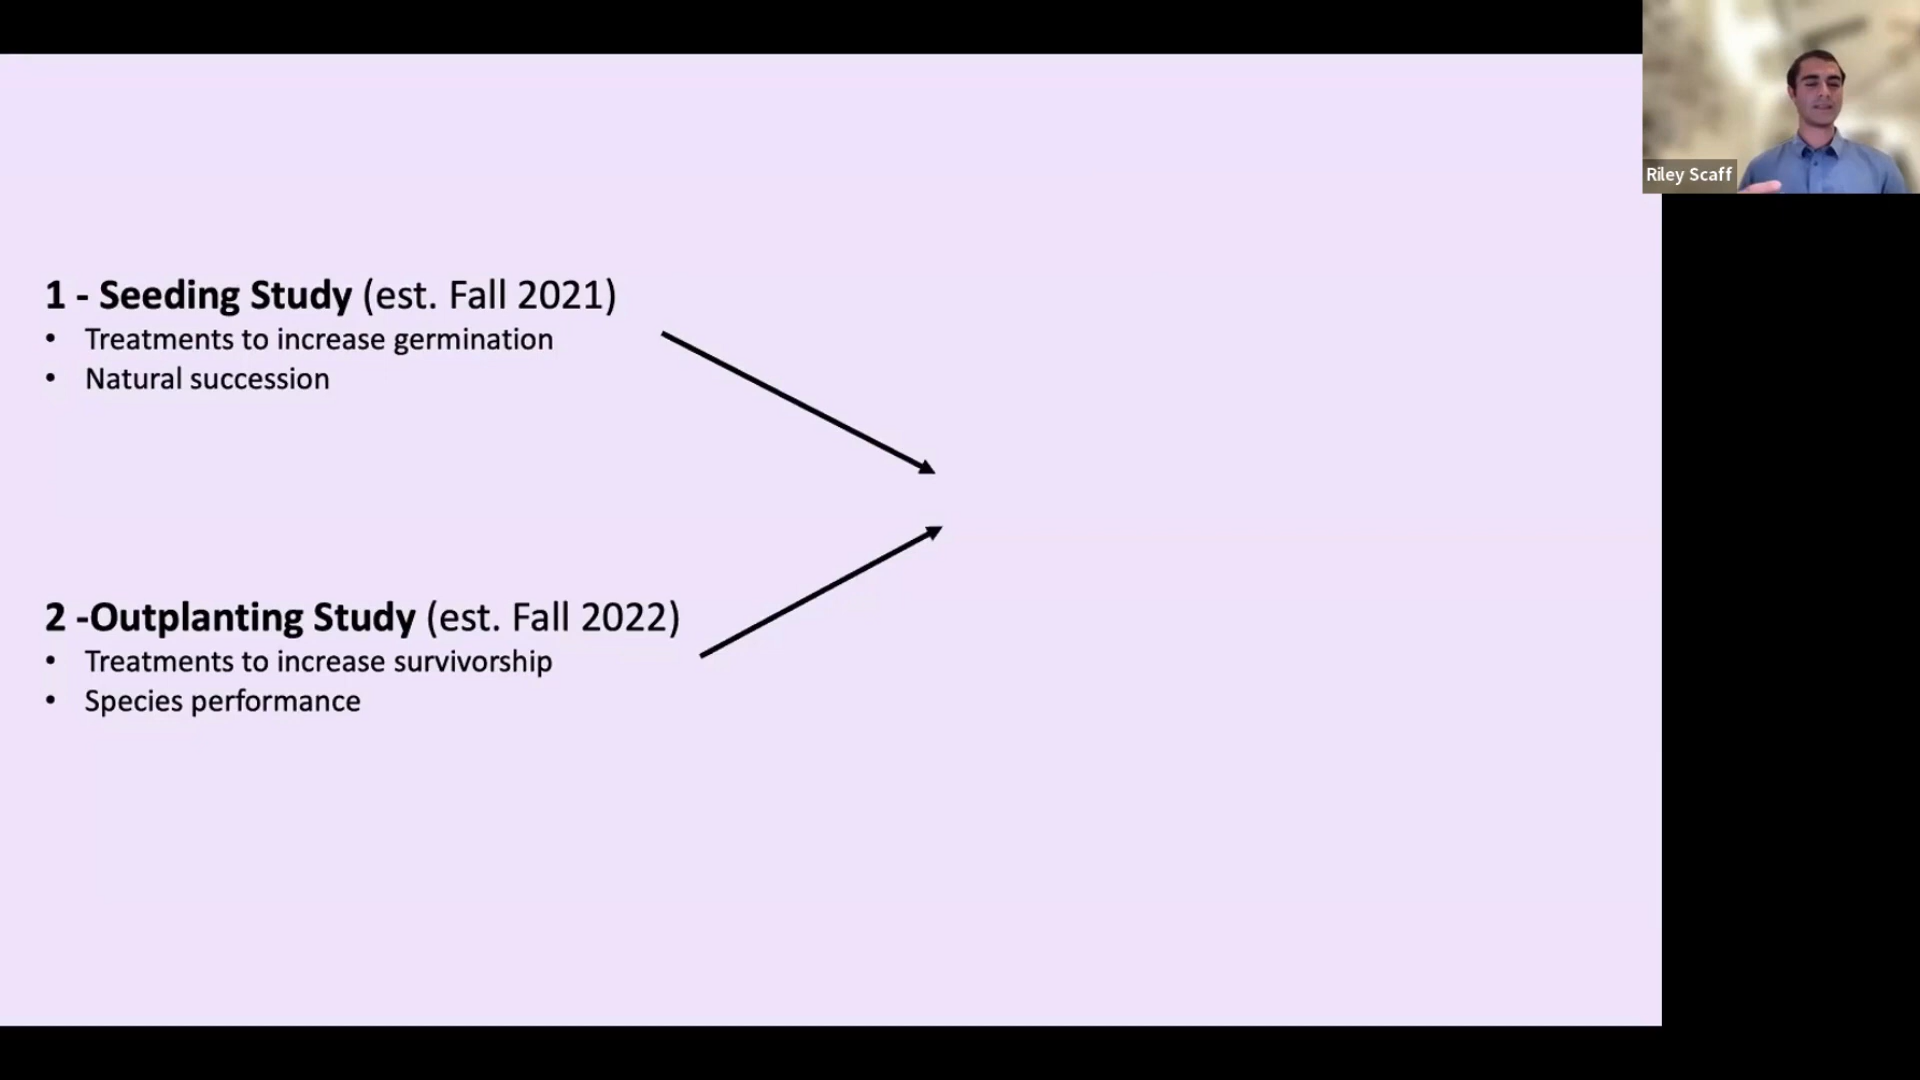 Riley Scaff
1 - Seeding Study (est. Fall 2021)
• Treatments to increase germination
• Natural succession
2 -Outplanting Study (est. Fall 2022)
• Treatments to increase survivorship
• Species performance